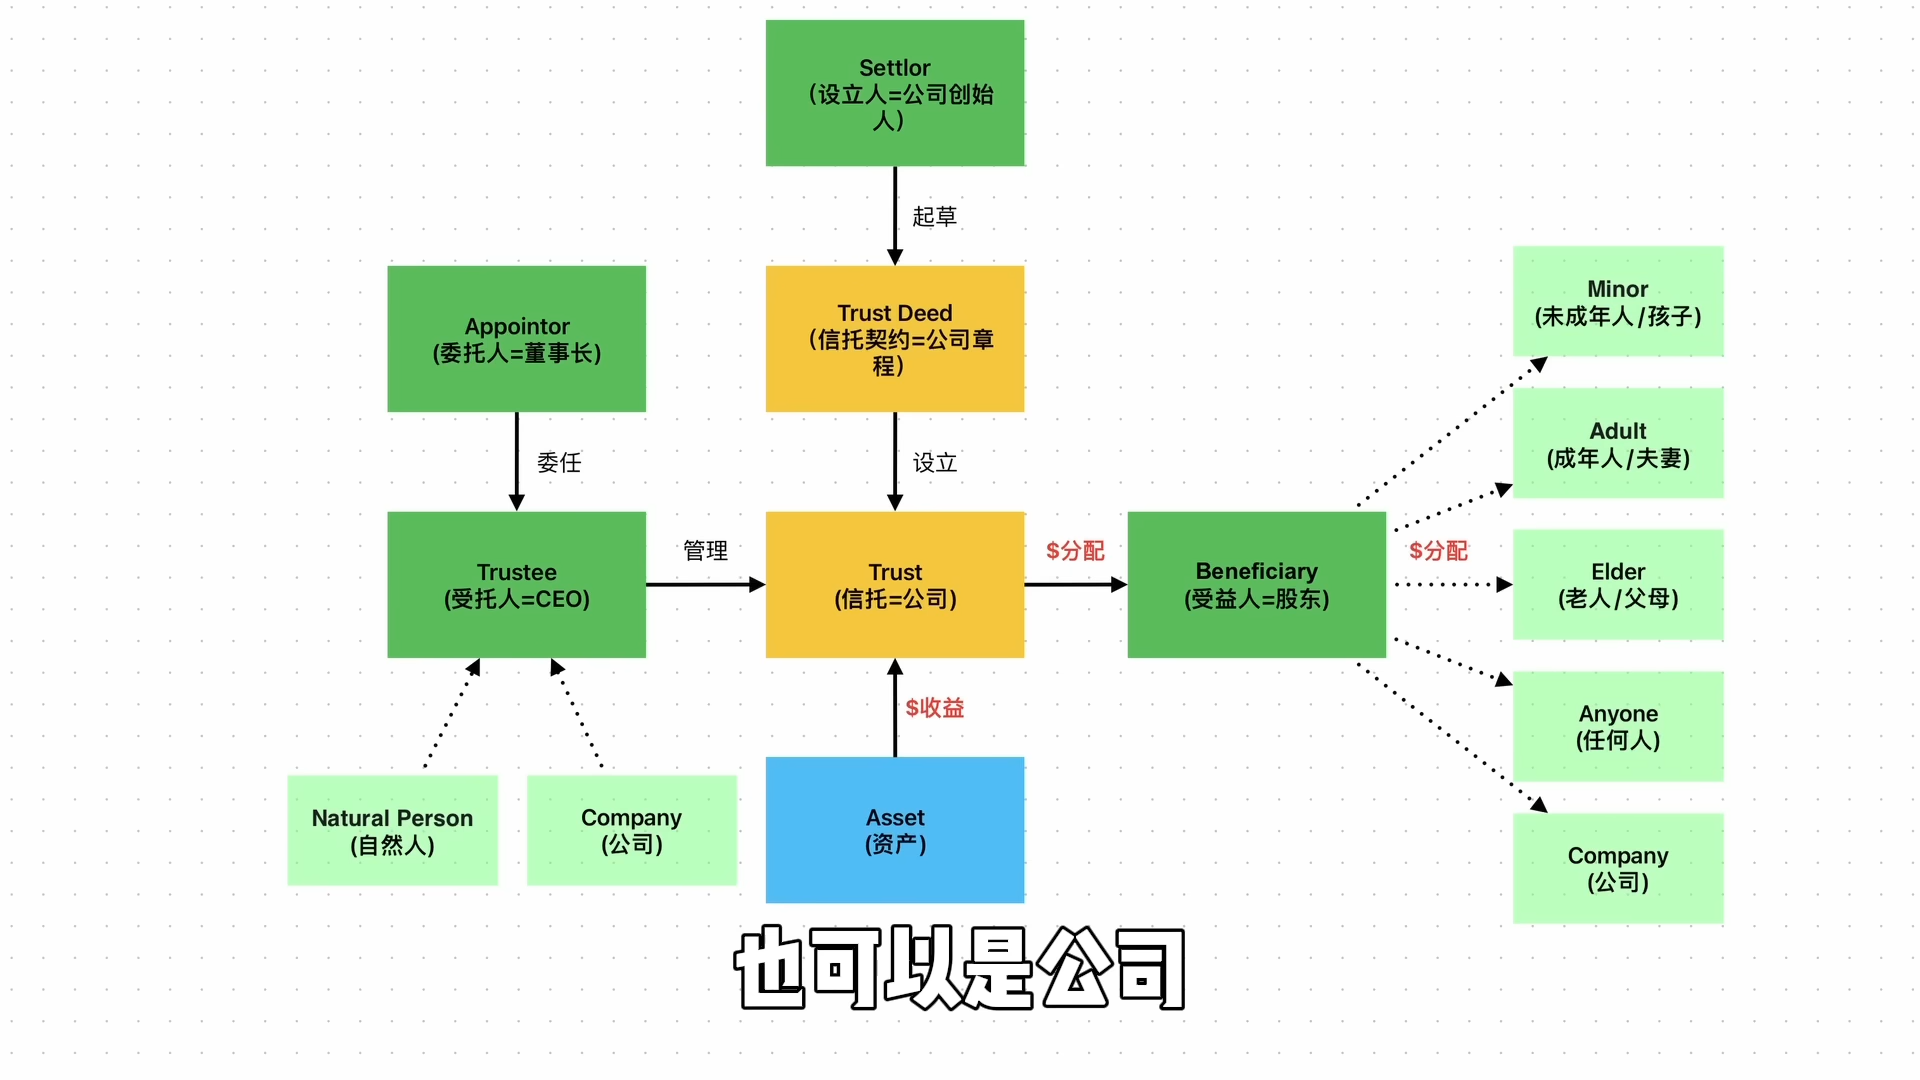 Settlor
（设立人=公司创始
人）
起草
Appointor
(委托人=董事长)
Trust Deed
（信托契约=公司章
程）
Minor
(未成年人/孩子)
Adult
(成年人/夫妻)
委任
设立
Trustee
(受托人=CEO)
管理
Trust
(信托=公司)
$分配
Beneficiary
(受益人=股东)
$分配
Elder
(老人/父母)
$收益
Anyone
(任何人)
Natural Person
(自然人)
Company
(公司)
Asset
(资产)
Company
(公司)
也可以是公司